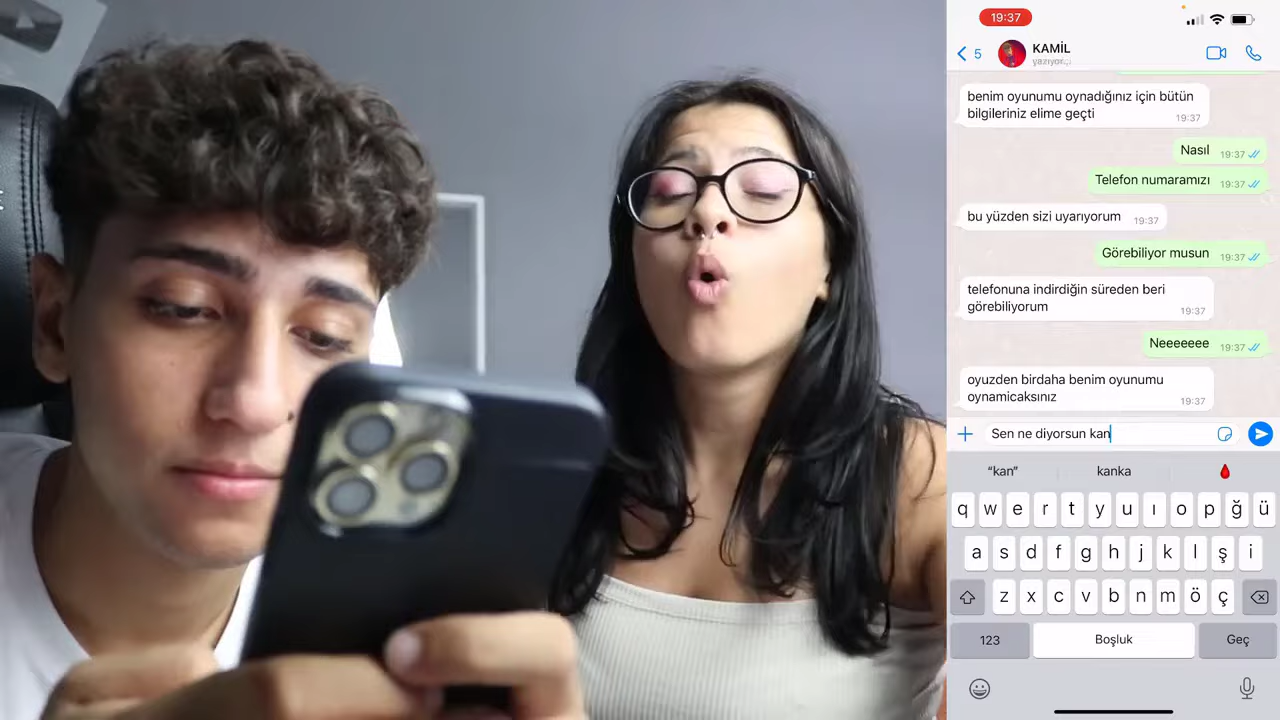 19:37
5
KAMİL
yazıyor...
benim oyunumu oynadığınız için bütün
bilgileriniz elime geçti
19:37
Nasıl 19:37
Telefon numaramızı 19:37
bu yüzden sizi uyarıyorum 19:37
Görebiliyor musun 19:37
telefonuna indirdiğin süreden beri
görebiliyorum
19:37
Neeeeeee 19:37
oyuzden birdaha benim oyunumu
oynamicaksınız
19:37
Sen ne diyorsun kan
“kan” kanka
q w e r t y u ı o p ğ ü
a s d f g h j k l ş i
z x c v b n m ö ç
123 Boşluk Geç